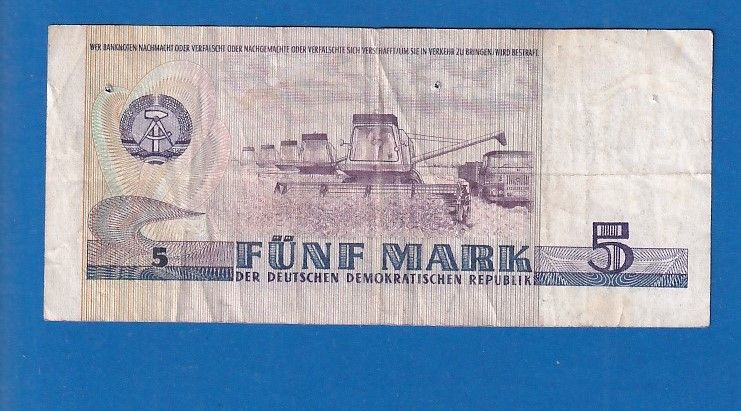 WER BANKNOTEN NACHMACHT ODER VERFÄLSCHT ODER NACHGEMACHTE ODER VERFÄLSCHTE SICH VERSCHAFFT/UM SIE IN VERKEHR ZU BRINGEN/WIRD BESTRAFT
5
FÜNF MARK
5
DER DEUTSCHEN DEMOKRATISCHEN REPUBLIK